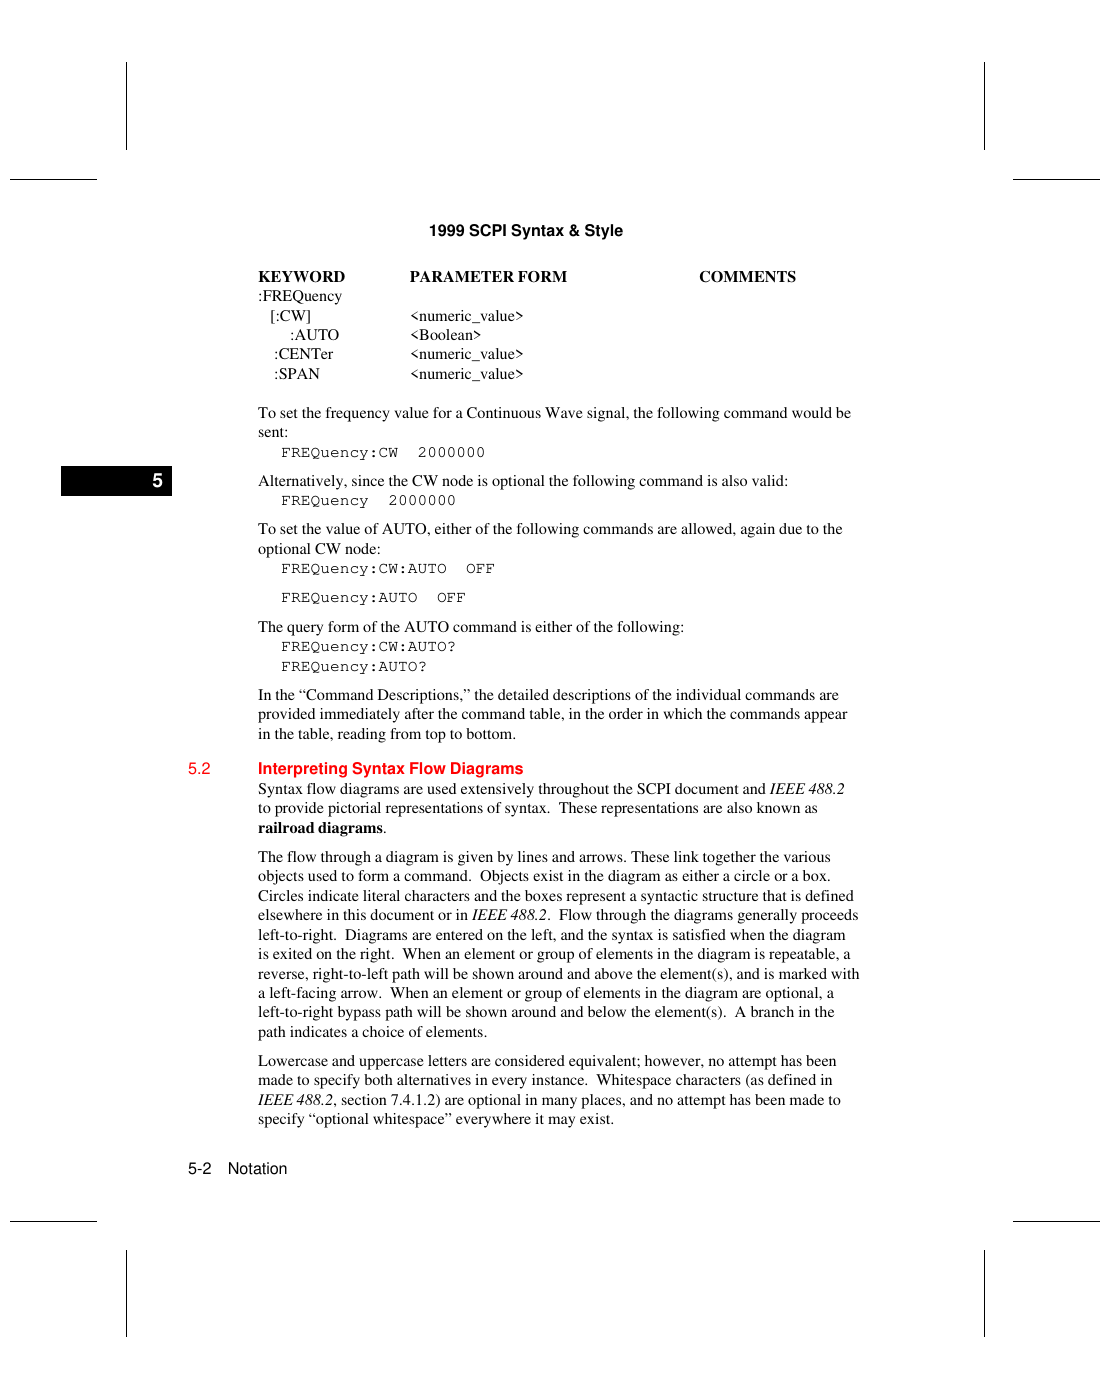 1999 SCPI Syntax & Style
KEYWORD PARAMETER FORM COMMENTS
:FREQuency
[:CW] <numeric_value>
:AUTO <Boolean>
:CENTer <numeric_value>
:SPAN <numeric_value>
To set the frequency value for a Continuous Wave signal, the following command would be
sent:
FREQuency:CW 2000000
5
Alternatively, since the CW node is optional the following command is also valid:
FREQuency 2000000
To set the value of AUTO, either of the following commands are allowed, again due to the
optional CW node:
FREQuency:CW:AUTO OFF
FREQuency:AUTO OFF
The query form of the AUTO command is either of the following:
FREQuency:CW:AUTO?
FREQuency:AUTO?
In the “Command Descriptions,” the detailed descriptions of the individual commands are
provided immediately after the command table, in the order in which the commands appear
in the table, reading from top to bottom.
5.2 Interpreting Syntax Flow Diagrams
Syntax flow diagrams are used extensively throughout the SCPI document and IEEE 488.2
to provide pictorial representations of syntax. These representations are also known as
railroad diagrams.
The flow through a diagram is given by lines and arrows. These link together the various
objects used to form a command. Objects exist in the diagram as either a circle or a box.
Circles indicate literal characters and the boxes represent a syntactic structure that is defined
elsewhere in this document or in IEEE 488.2. Flow through the diagrams generally proceeds
left-to-right. Diagrams are entered on the left, and the syntax is satisfied when the diagram
is exited on the right. When an element or group of elements in the diagram is repeatable, a
reverse, right-to-left path will be shown around and above the element(s), and is marked with
a left-facing arrow. When an element or group of elements in the diagram are optional, a
left-to-right bypass path will be shown around and below the element(s). A branch in the
path indicates a choice of elements.
Lowercase and uppercase letters are considered equivalent; however, no attempt has been
made to specify both alternatives in every instance. Whitespace characters (as defined in
IEEE 488.2, section 7.4.1.2) are optional in many places, and no attempt has been made to
specify “optional whitespace” everywhere it may exist.
5-2 Notation